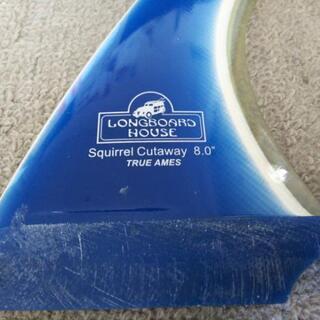 LONGBOARD
HOUSE
Squirrel Cutaway 8.0"
TRUE AMES